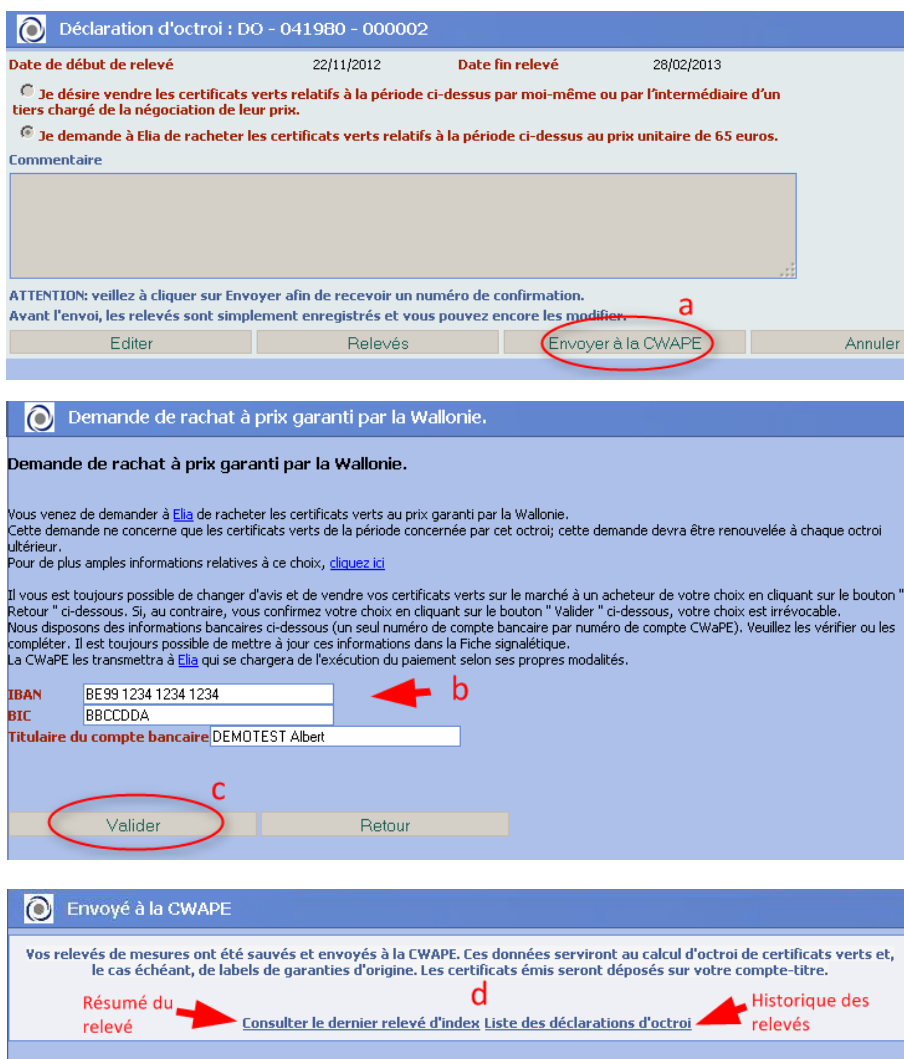 Déclaration d'octroi : DO - 041980 - 000002
Date de début de relevé 22/11/2012 Date fin relevé 28/02/2013
Je désire vendre les certificats verts relatifs à la période ci-dessus par moi-même ou par l'intermédiaire d'un
tiers chargé de la négociation de leur prix.
Je demande à Elia de racheter les certificats verts relatifs à la période ci-dessus au prix unitaire de 65 euros.
Commentaire
ATTENTION: veillez à cliquer sur Envoyer afin de recevoir un numéro de confirmation.
Avant l'envoi, les relevés sont simplement enregistrés et vous pouvez encore les modifier.
a
Editer Relevés Envoyer à la CWAPE Annuler
Demande de rachat à prix garanti par la Wallonie.
Demande de rachat à prix garanti par la Wallonie.
Vous venez de demander à Elia de racheter les certificats verts au prix garanti par la Wallonie.
Cette demande ne concerne que les certificats verts de la période concernée par cet octroi; cette demande devra être renouvelée à chaque octroi
ultérieur.
Pour de plus amples informations relatives à ce choix, cliquez ici
Il vous est toujours possible de changer d'avis et de vendre vos certificats verts sur le marché à un acheteur de votre choix en cliquant sur le bouton "
Retour " ci-dessous. Si, au contraire, vous confirmez votre choix en cliquant sur le bouton " Valider " ci-dessous, votre choix est irrévocable.
Nous disposons des informations bancaires ci-dessous (un seul numéro de compte bancaire par numéro de compte CWaPE). Veuillez les vérifier ou les
compléter. Il est toujours possible de mettre à jour ces informations dans la Fiche signalétique.
La CWaPE les transmettra à Elia qui se chargera de l'exécution du paiement selon ses propres modalités.
IBAN BE99 1234 1234 1234 b
BIC BBCCDDA
Titulaire du compte bancaire DEMOTEST Albert
c
Valider Retour
Envoyé à la CWAPE
Vos relevés de mesures ont été sauvés et envoyés à la CWAPE. Ces données serviront au calcul d'octroi de certificats verts et,
le cas échéant, de labels de garanties d'origine. Les certificats émis seront déposés sur votre compte-titre.
d
Résumé du
relevé
Consulter le dernier relevé d'index Liste des déclarations d'octroi
Historique des
relevés